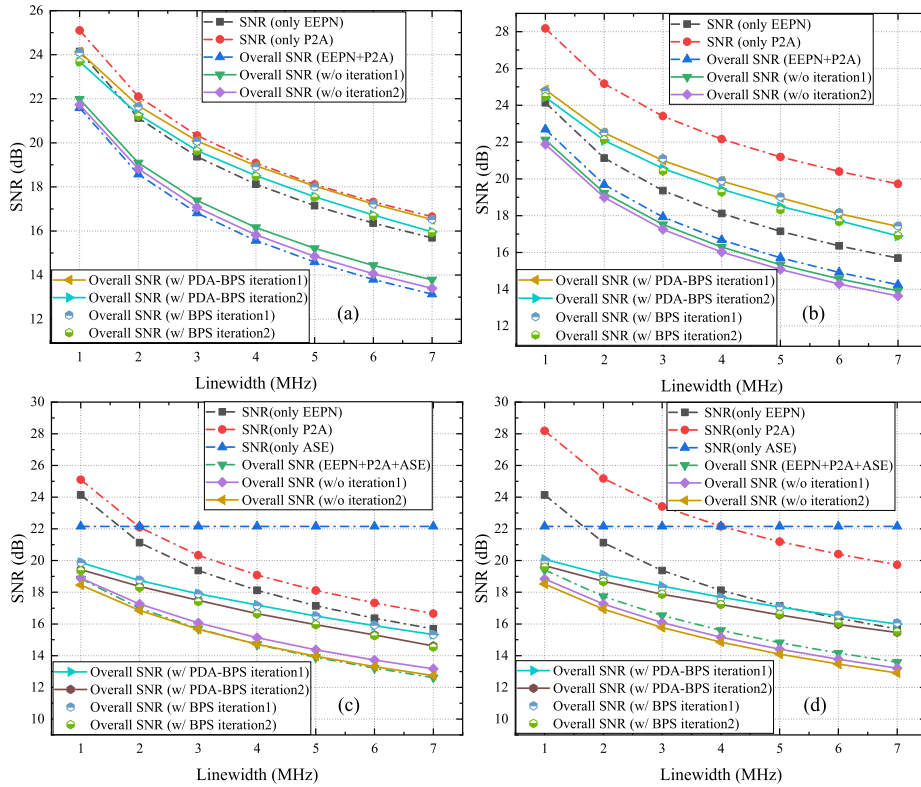 26
24
22
20
18
16
14
12
SNR (dB)
SNR (only EEPN)
SNR (only P2A)
Overall SNR (EEPN+P2A)
Overall SNR (w/o iteration1)
Overall SNR (w/o iteration2)
Overall SNR (w/ PDA-BPS iteration1)
Overall SNR (w/ PDA-BPS iteration2)
Overall SNR (w/ BPS iteration1)
Overall SNR (w/ BPS iteration2)
(a)
1 2 3 4 5 6 7
Linewidth (MHz)
30
28
26
24
22
20
18
16
14
12
SNR (dB)
SNR (only EEPN)
SNR (only P2A)
Overall SNR (EEPN+P2A)
Overall SNR (w/o iteration1)
Overall SNR (w/o iteration2)
Overall SNR (w/ PDA-BPS iteration1)
Overall SNR (w/ PDA-BPS iteration2)
Overall SNR (w/ BPS iteration1)
Overall SNR (w/ BPS iteration2)
(b)
1 2 3 4 5 6 7
Linewidth (MHz)
30
28
26
24
22
20
18
16
14
12
10
SNR (dB)
SNR(only EEPN)
SNR(only P2A)
SNR(only ASE)
Overall SNR (EEPN+P2A+ASE)
Overall SNR (w/o iteration1)
Overall SNR (w/o iteration2)
Overall SNR (w/ PDA-BPS iteration1)
Overall SNR (w/ PDA-BPS iteration2)
Overall SNR (w/ BPS iteration1)
Overall SNR (w/ BPS iteration2)
(c)
1 2 3 4 5 6 7
Linewidth (MHz)
30
28
26
24
22
20
18
16
14
12
10
SNR (dB)
SNR(only EEPN)
SNR(only P2A)
SNR(only ASE)
Overall SNR (EEPN+P2A+ASE)
Overall SNR (w/o iteration1)
Overall SNR (w/o iteration2)
Overall SNR (w/ PDA-BPS iteration1)
Overall SNR (w/ PDA-BPS iteration2)
Overall SNR (w/ BPS iteration1)
Overall SNR (w/ BPS iteration2)
(d)
1 2 3 4 5 6 7
Linewidth (MHz)